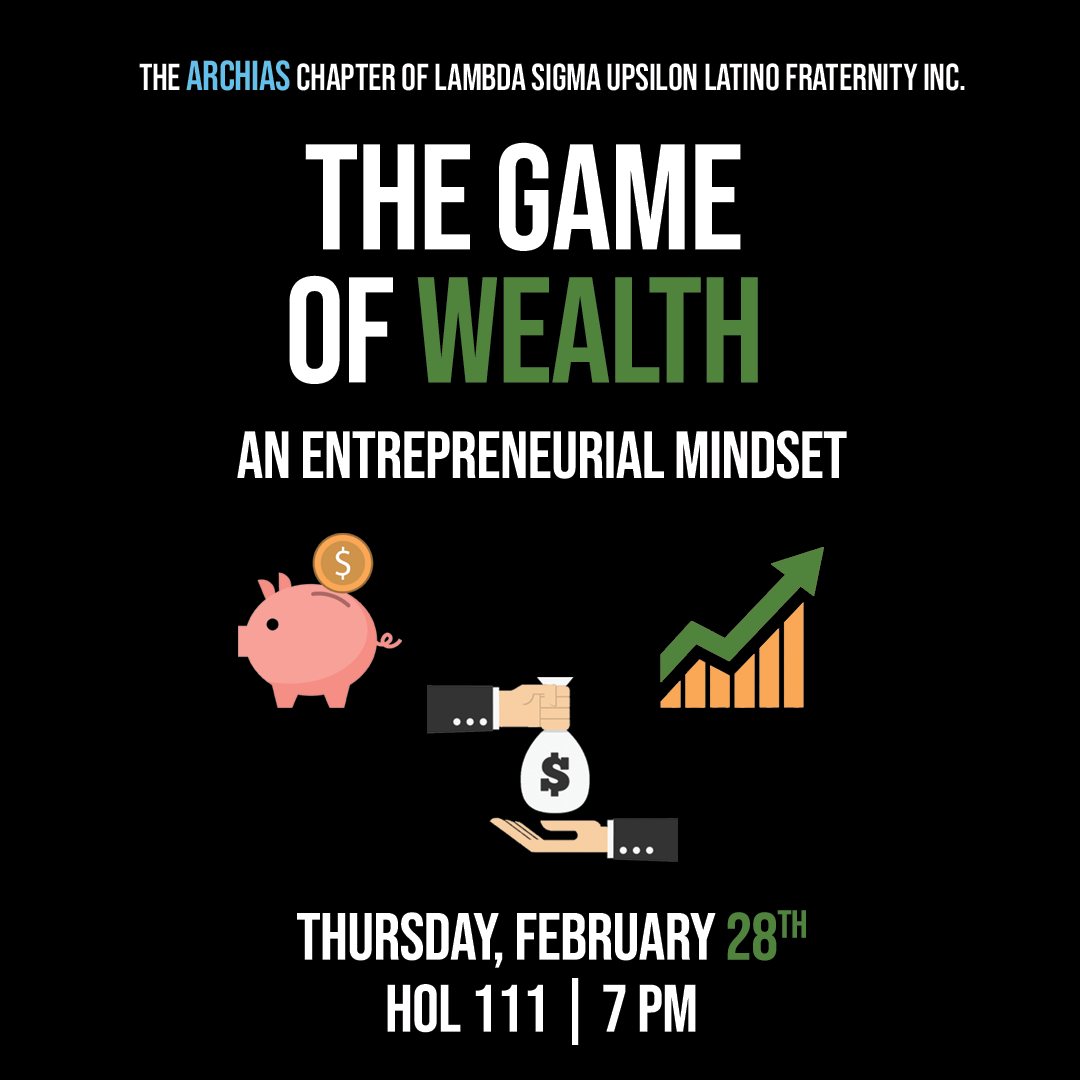 THE ARCHIAS CHAPTER OF LAMBDA SIGMA UPSILON LATINO FRATERNITY INC.
THE GAME
OF WEALTH
AN ENTREPRENEURIAL MINDSET
$
$
THURSDAY, FEBRUARY 28TH
HOL 111 | 7 PM